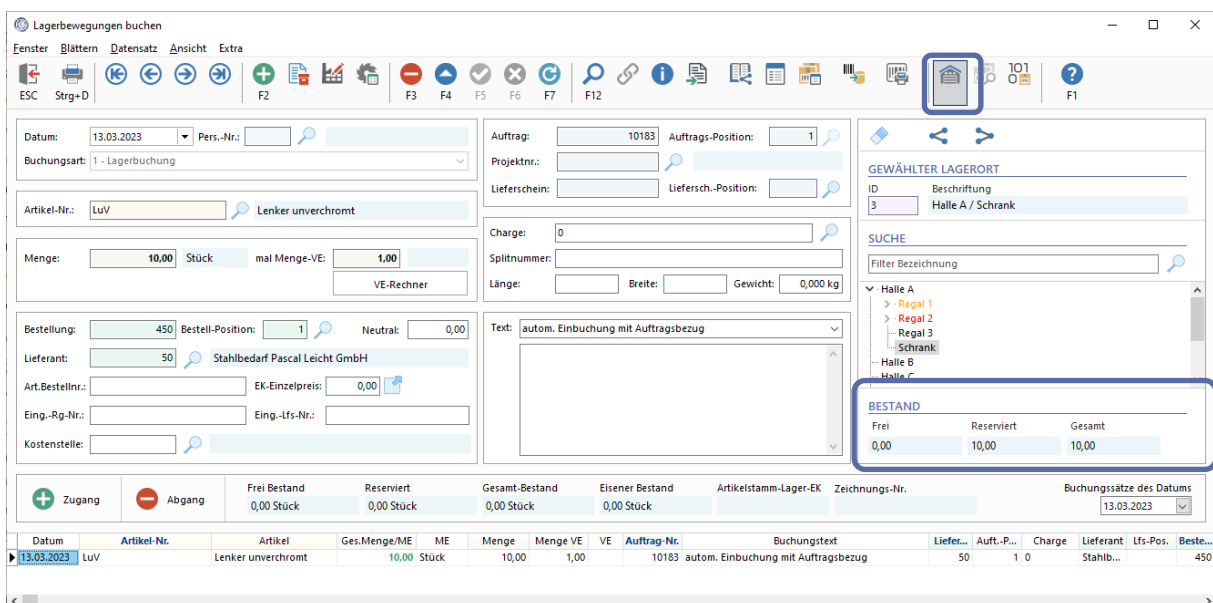 Lagerbewegungen buchen
Fenster Blättern Datensatz Ansicht Extra
ESC Strg+D F2 F3 F4 F5 F6 F7 F12 101 F1
Datum: 13.03.2023 Pers.-Nr.:
Buchungsart: 1 - Lagerbuchung
Artikel-Nr.: LuV Lenker unverchromt
Menge: 10,00 Stück mal Menge-VE: 1,00
VE-Rechner
Bestellung: 450 Bestell-Position: 1 Neutral: 0,00
Lieferant: 50 Stahlbedarf Pascal Leicht GmbH
Art.Bestellnr.: EK-Einzelpreis: 0,00
Eing.-Rg-Nr.: Eing.-Lfs-Nr.:
Kostenstelle:
Auftrag: 10183 Auftrags-Position: 1
Projektnr.:
Lieferschein: Liefersch.-Position:
Charge: 0
Splitnummer:
Länge: Breite: Gewicht: 0,000 kg
Text: autom. Einbuchung mit Auftragsbezug
GEWÄHLTER LAGERORT
ID Beschriftung
3 Halle A / Schrank
SUCHE
Filter Bezeichnung
Halle A
Regal 1
Regal 2
Regal 3
Schrank
Halle B
Halle C
BESTAND
Frei Reserviert Gesamt
0,00 10,00 10,00
Zugang Abgang
Frei Bestand Reserviert Gesamt-Bestand Eisener Bestand Artikelstamm-Lager-EK Zeichnungs-Nr. Buchungssätze des Datums
0,00 Stück 0,00 Stück 0,00 Stück 0,00 Stück 13.03.2023
Datum Artikel-Nr. Artikel Ges.Menge/ME ME Menge Menge VE VE Auftrag-Nr. Buchungstext Liefer... Auft.-P... Charge Lieferant Lfs-Pos. Beste...
13.03.2023 LuV Lenker unverchromt 10,00 Stück 10,00 1,00 10183 autom. Einbuchung mit Auftragsbezug 50 1 0 Stahlb... 450